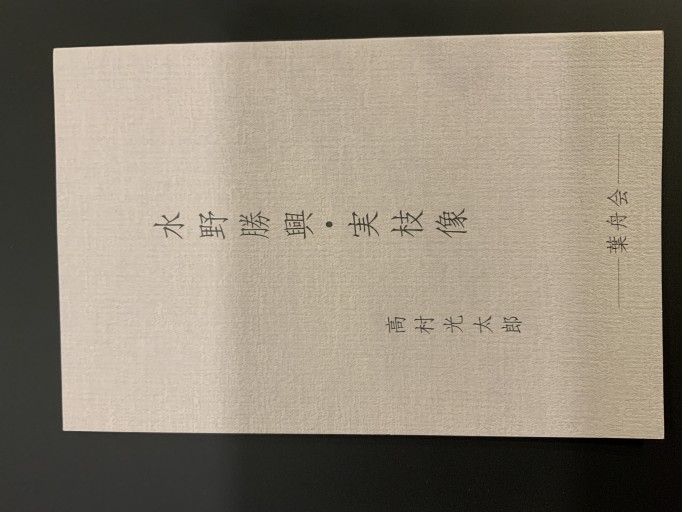 水野勝興・実枝像
高村光太郎
葉舟会